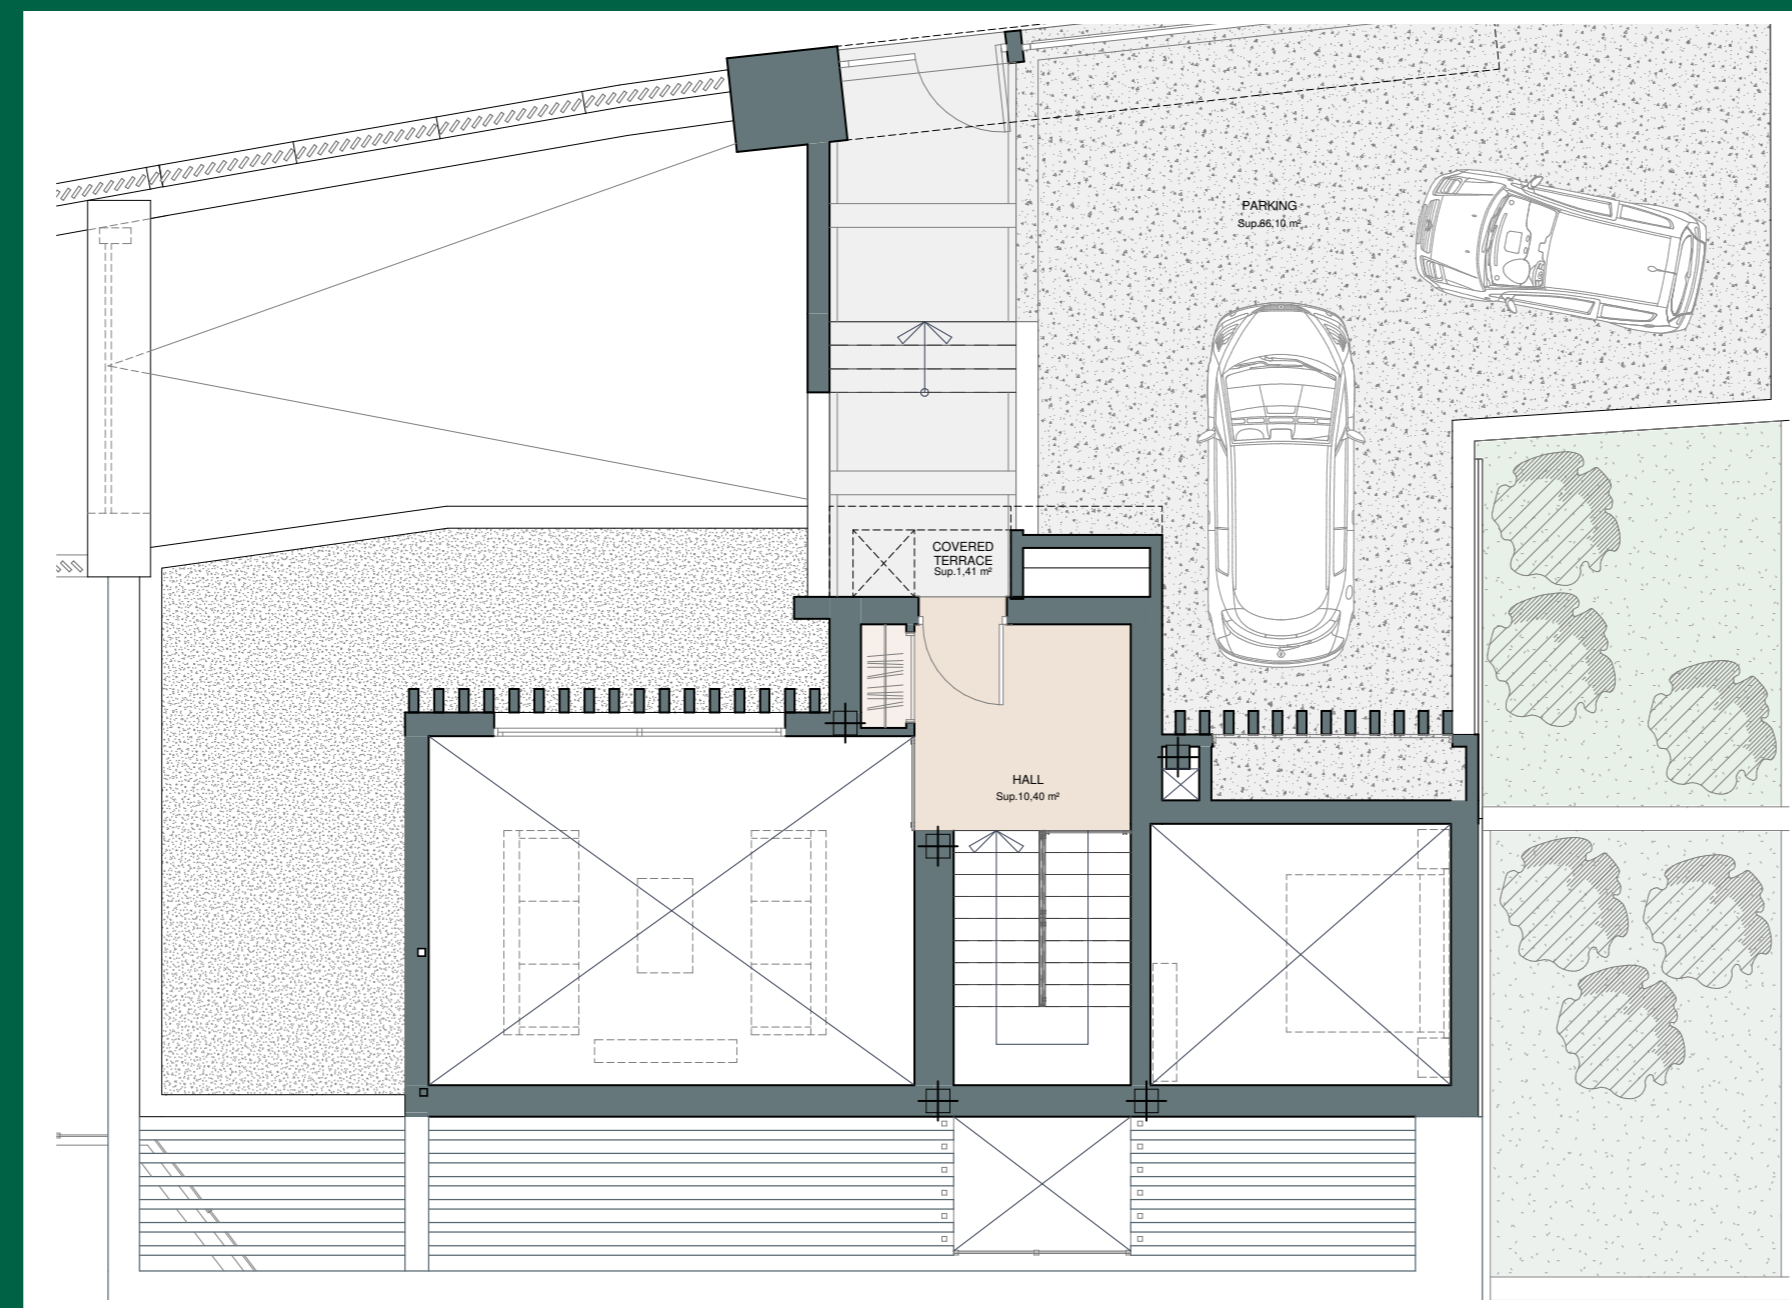 PARKING
Sup.66,10 m²
COVERED
TERRACE
Sup.1,41 m²
HALL
Sup.10,40 m²